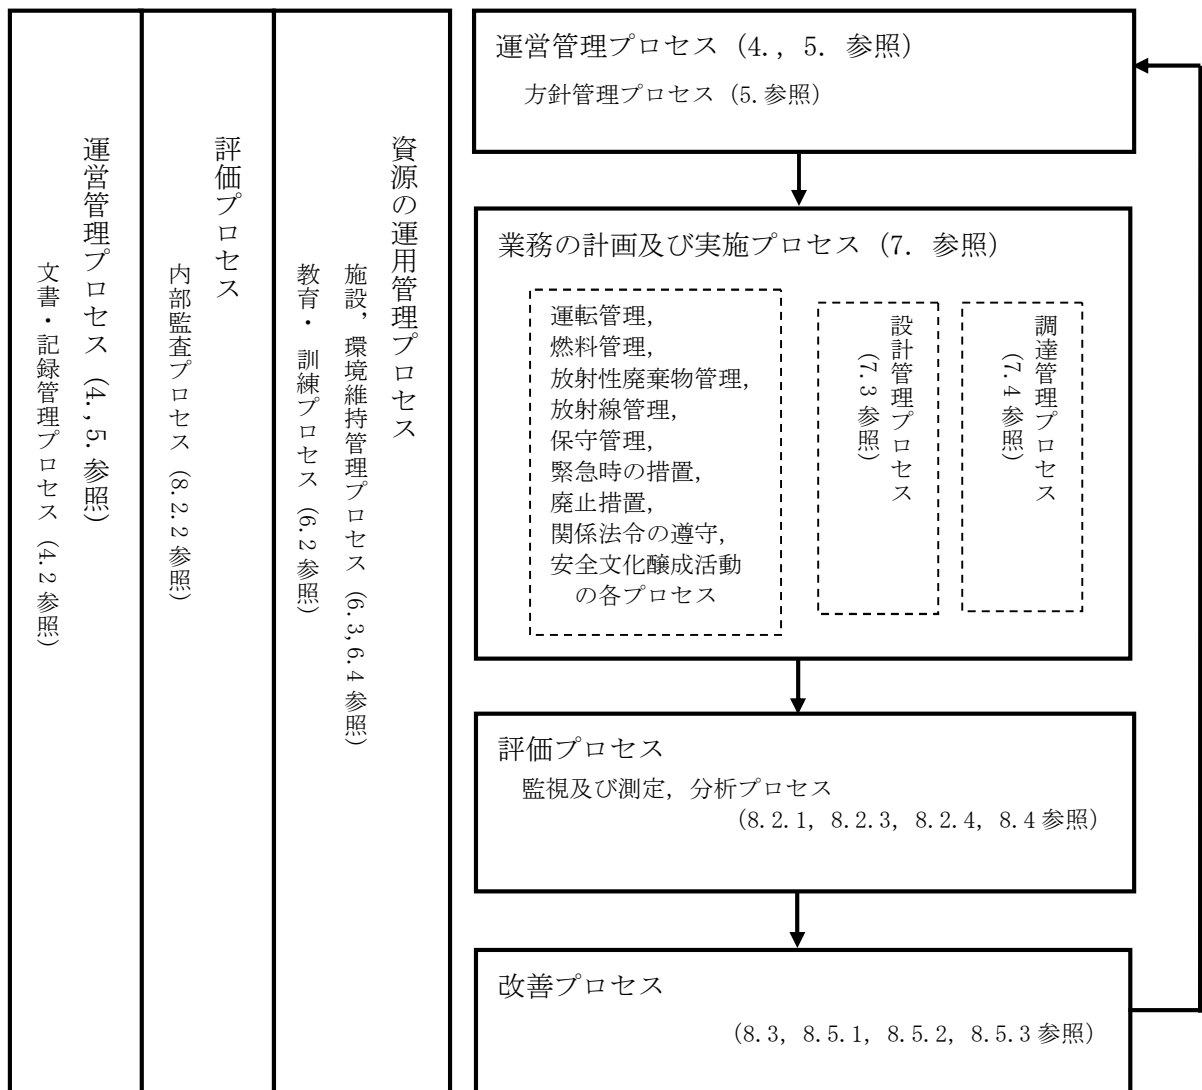 運営管理プロセス（4.，5. 参照）
文書・記録管理プロセス（4.2参照）
評価プロセス
内部監査プロセス（8.2.2参照）
資源の運用管理プロセス
施設，環境維持管理プロセス（6.3,6.4参照）
教育・ 訓練プロセス（6.2参照）
運営管理プロセス（4.，5. 参照）
方針管理プロセス（5.参照）
業務の計画及び実施プロセス（7. 参照）
運転管理，
燃料管理，
放射性廃棄物管理，
放射線管理，
保守管理，
緊急時の措置，
廃止措置，
関係法令の遵守，
安全文化醸成活動
の各プロセス
設計管理プロセス
（7.3参照）
調達管理プロセス
（7.4参照）
評価プロセス
監視及び測定，分析プロセス
（8.2.1，8.2.3，8.2.4，8.4参照）
改善プロセス
（8.3，8.5.1，8.5.2，8.5.3参照）